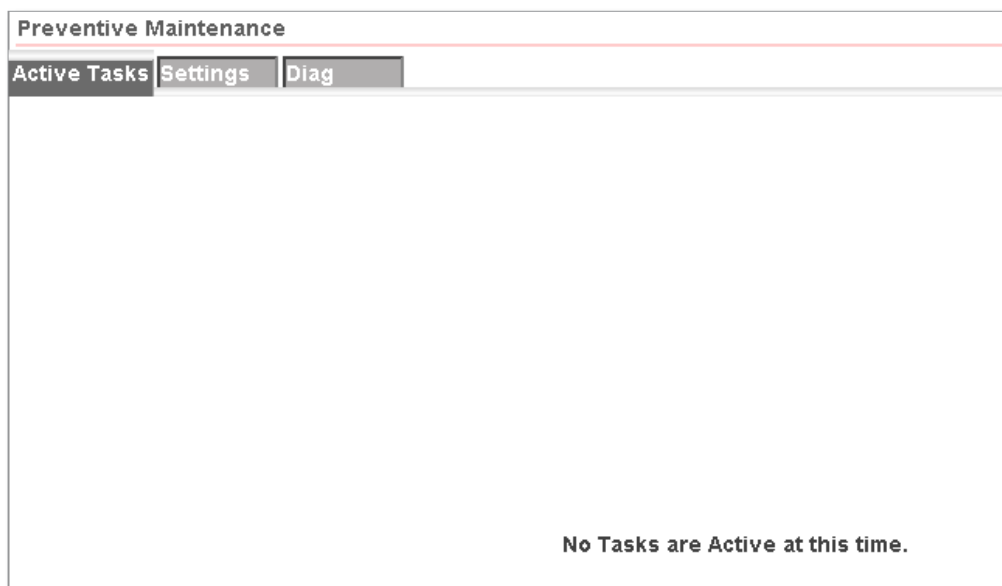 Preventive Maintenance
Active Tasks Settings Diag
No Tasks are Active at this time.